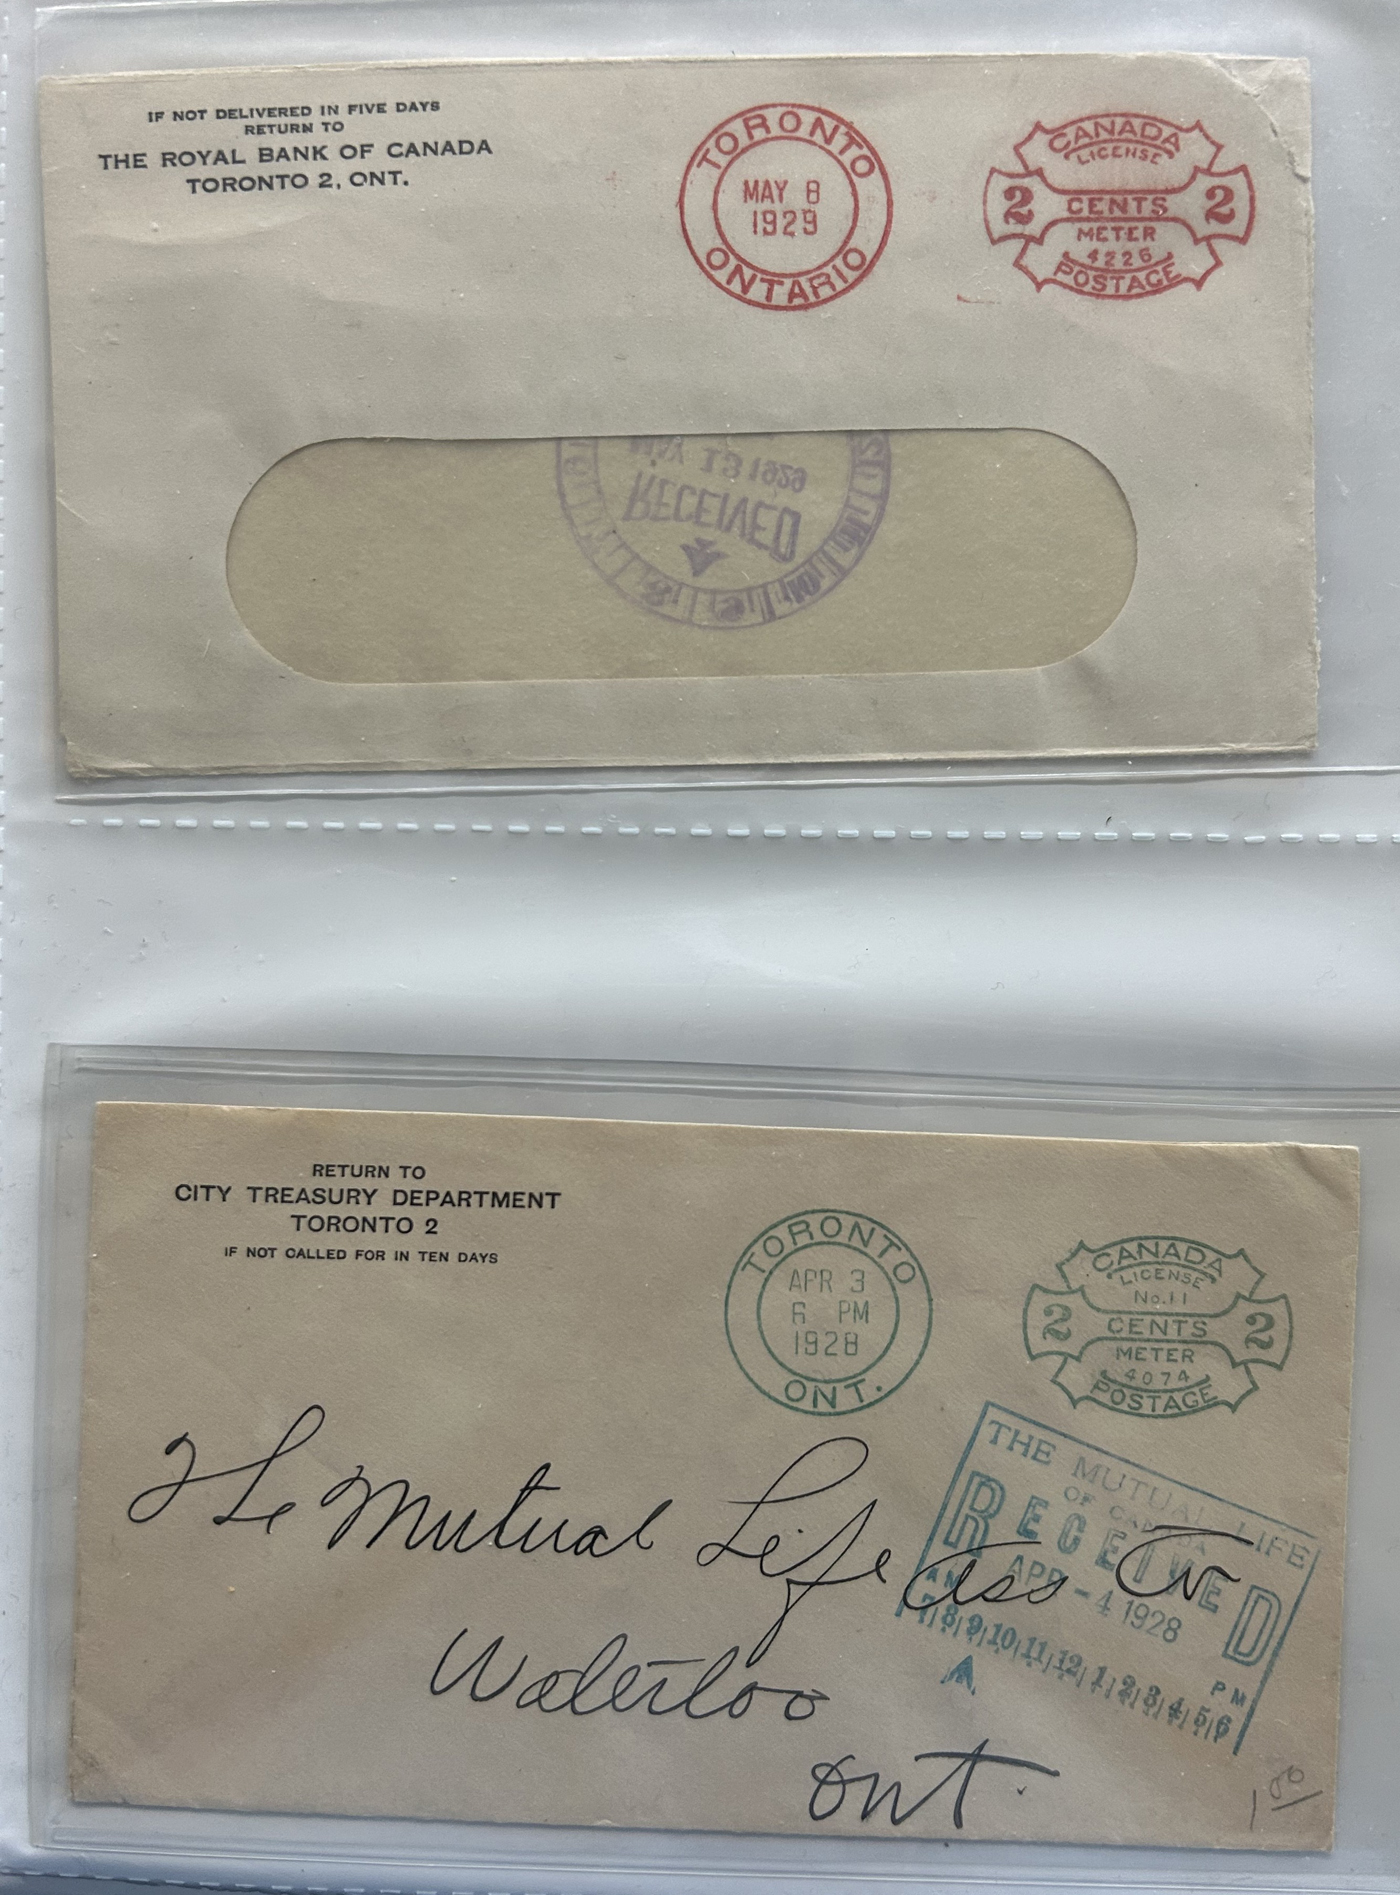 IF NOT DELIVERED IN FIVE DAYS
RETURN TO
THE ROYAL BANK OF CANADA
TORONTO 2, ONT.
TORONTO
MAY 8
1929
ONTARIO
CANADA
LICENSE
2 CENTS 2
METER
4226
POSTAGE
MAY 13 1929
RECEIVED
RETURN TO
CITY TREASURY DEPARTMENT
TORONTO 2
IF NOT CALLED FOR IN TEN DAYS
TORONTO
APR 3
6 PM
1928
ONT.
CANADA
LICENSE
No. 11
2 CENTS 2
METER
4074
POSTAGE
The Mutual Life Ass Co
Waterloo
Ont.
THE MUTUAL LIFE
OF CANADA
RECEIVED
APR -4 1928
AM PM
7 8 9 10 11 12 1 2 3 4 5 6
A.
1 00